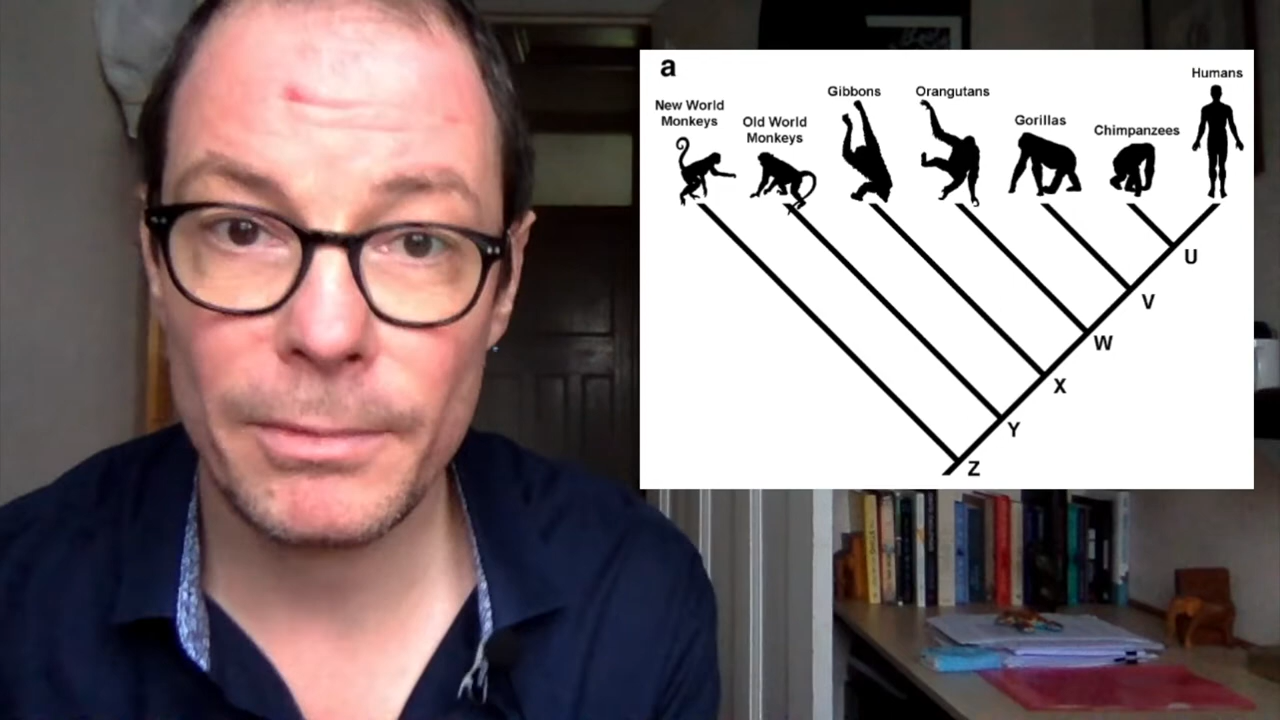 a
New World
Monkeys
Old World
Monkeys
Gibbons
Orangutans
Gorillas
Chimpanzees
Humans
U
V
W
X
Y
Z